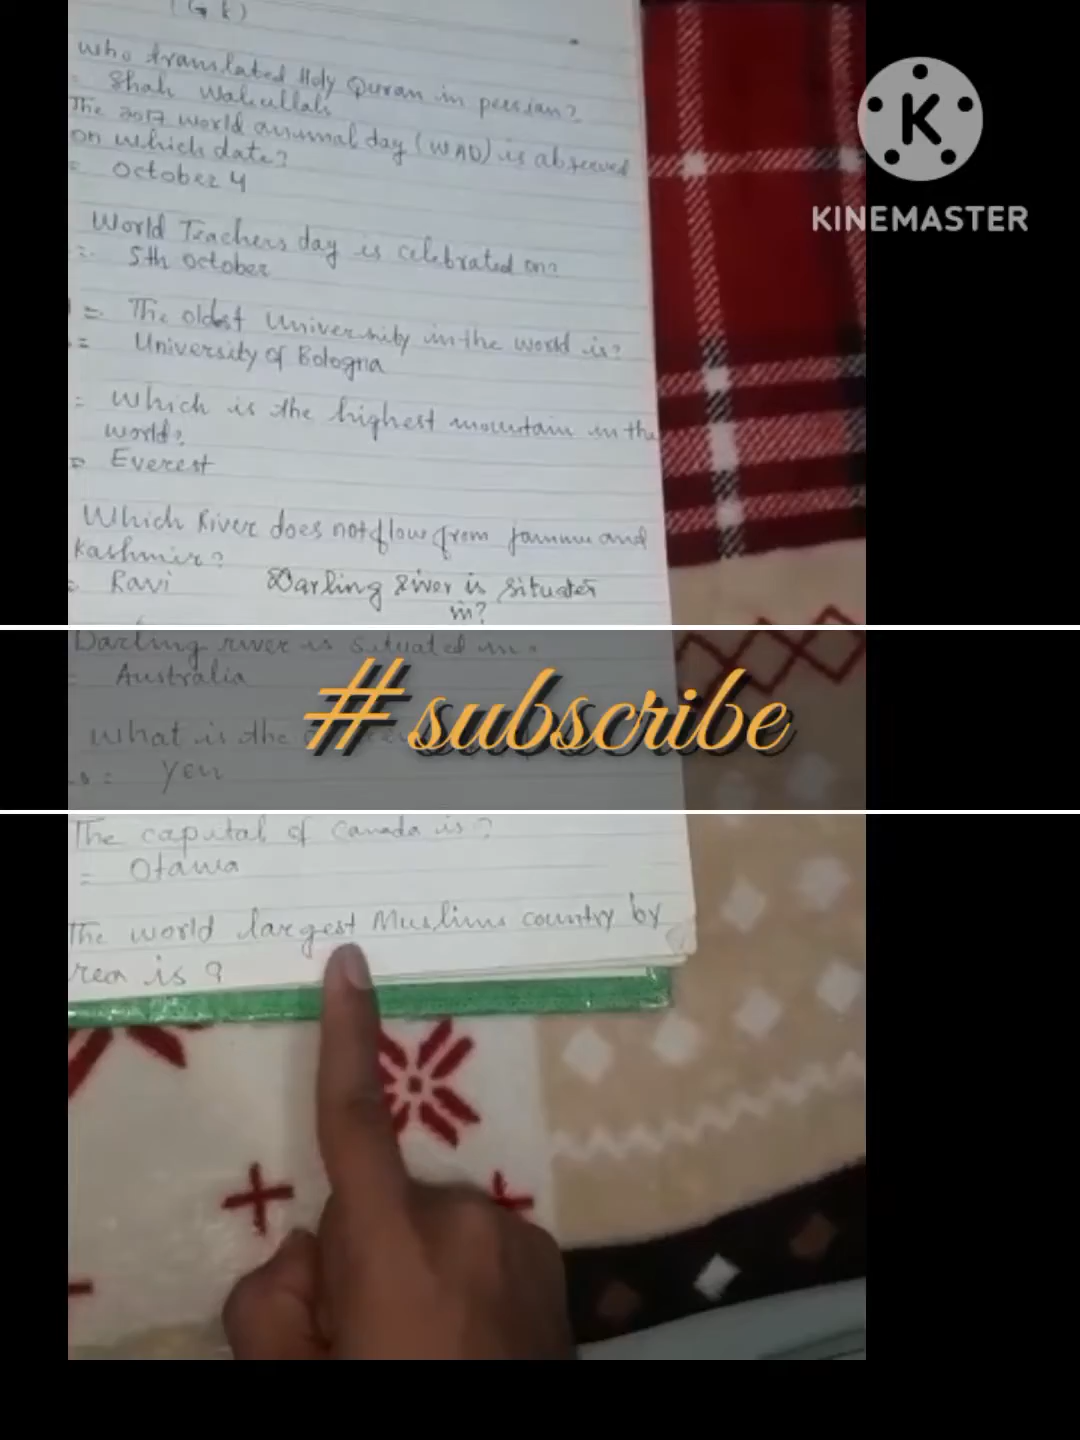 (G k)
who translated Holy Quran in persian?
= Shah Waliullah
The 2017 world animal day (WAD) is observed
on which date?
= October 4
World Teachers day is celebrated on?
= 5th October
= The oldest University in the world is?
= University of Bologna
= Which is the highest mountain in the
world?
= Everest
Which River does not flow from Jammu and
Kashmir?
= Ravi
Darling river is situated
in?
Darling river is situated in?
= Australia
#subscribe
What is the
s = Yen
The capital of Canada is?
= Otawa
The world largest Muslims country by
rea is ?
K
KINEMASTER